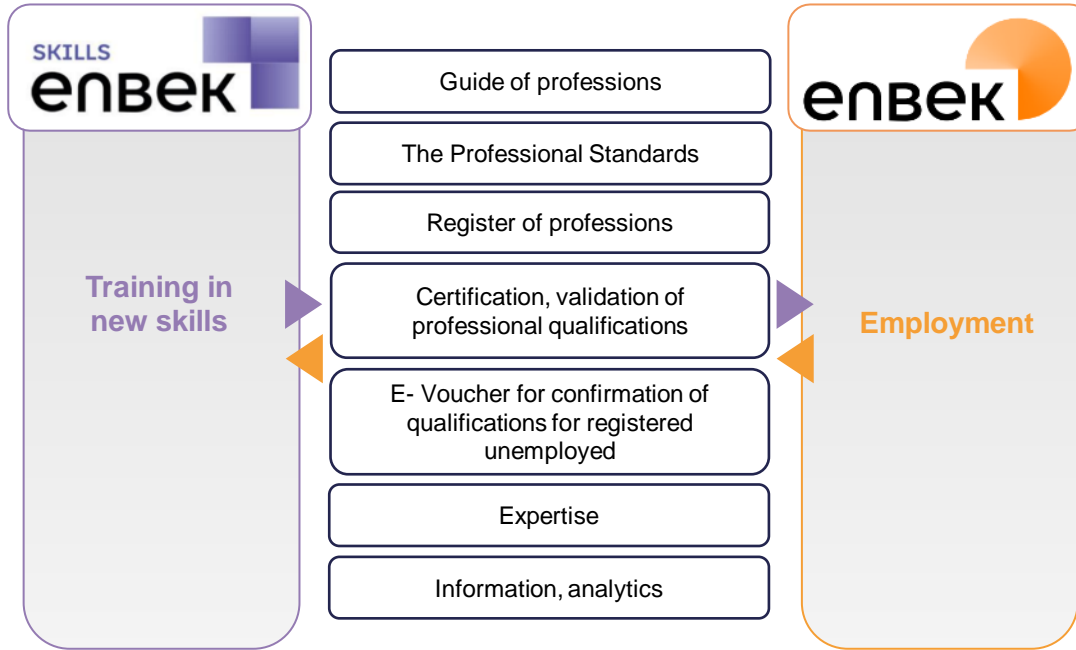 SKILLS
enbek
Training in
new skills
Guide of professions
The Professional Standards
Register of professions
Certification, validation of
professional qualifications
E- Voucher for confirmation of
qualifications for registered
unemployed
Expertise
Information, analytics
enbek
Employment